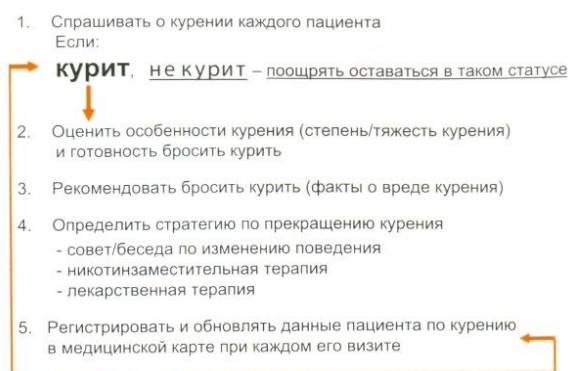 1. Спрашивать о курении каждого пациента
Если:
курит, не курит – поощрять оставаться в таком статусе
2. Оценить особенности курения (степень/тяжесть курения)
и готовность бросить курить
3. Рекомендовать бросить курить (факты о вреде курения)
4. Определить стратегию по прекращению курения
- совет/беседа по изменению поведения
- никотинзаместительная терапия
- лекарственная терапия
5. Регистрировать и обновлять данные пациента по курению
в медицинской карте при каждом его визите